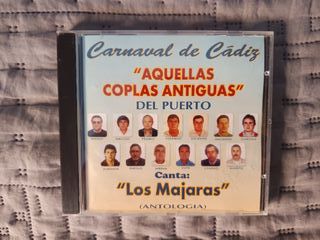 Carnaval de Cádiz
"AQUELLAS
COPLAS ANTIGUAS"
DEL PUERTO
Canta:
"Los Majaras"
(ANTOLOGIA)